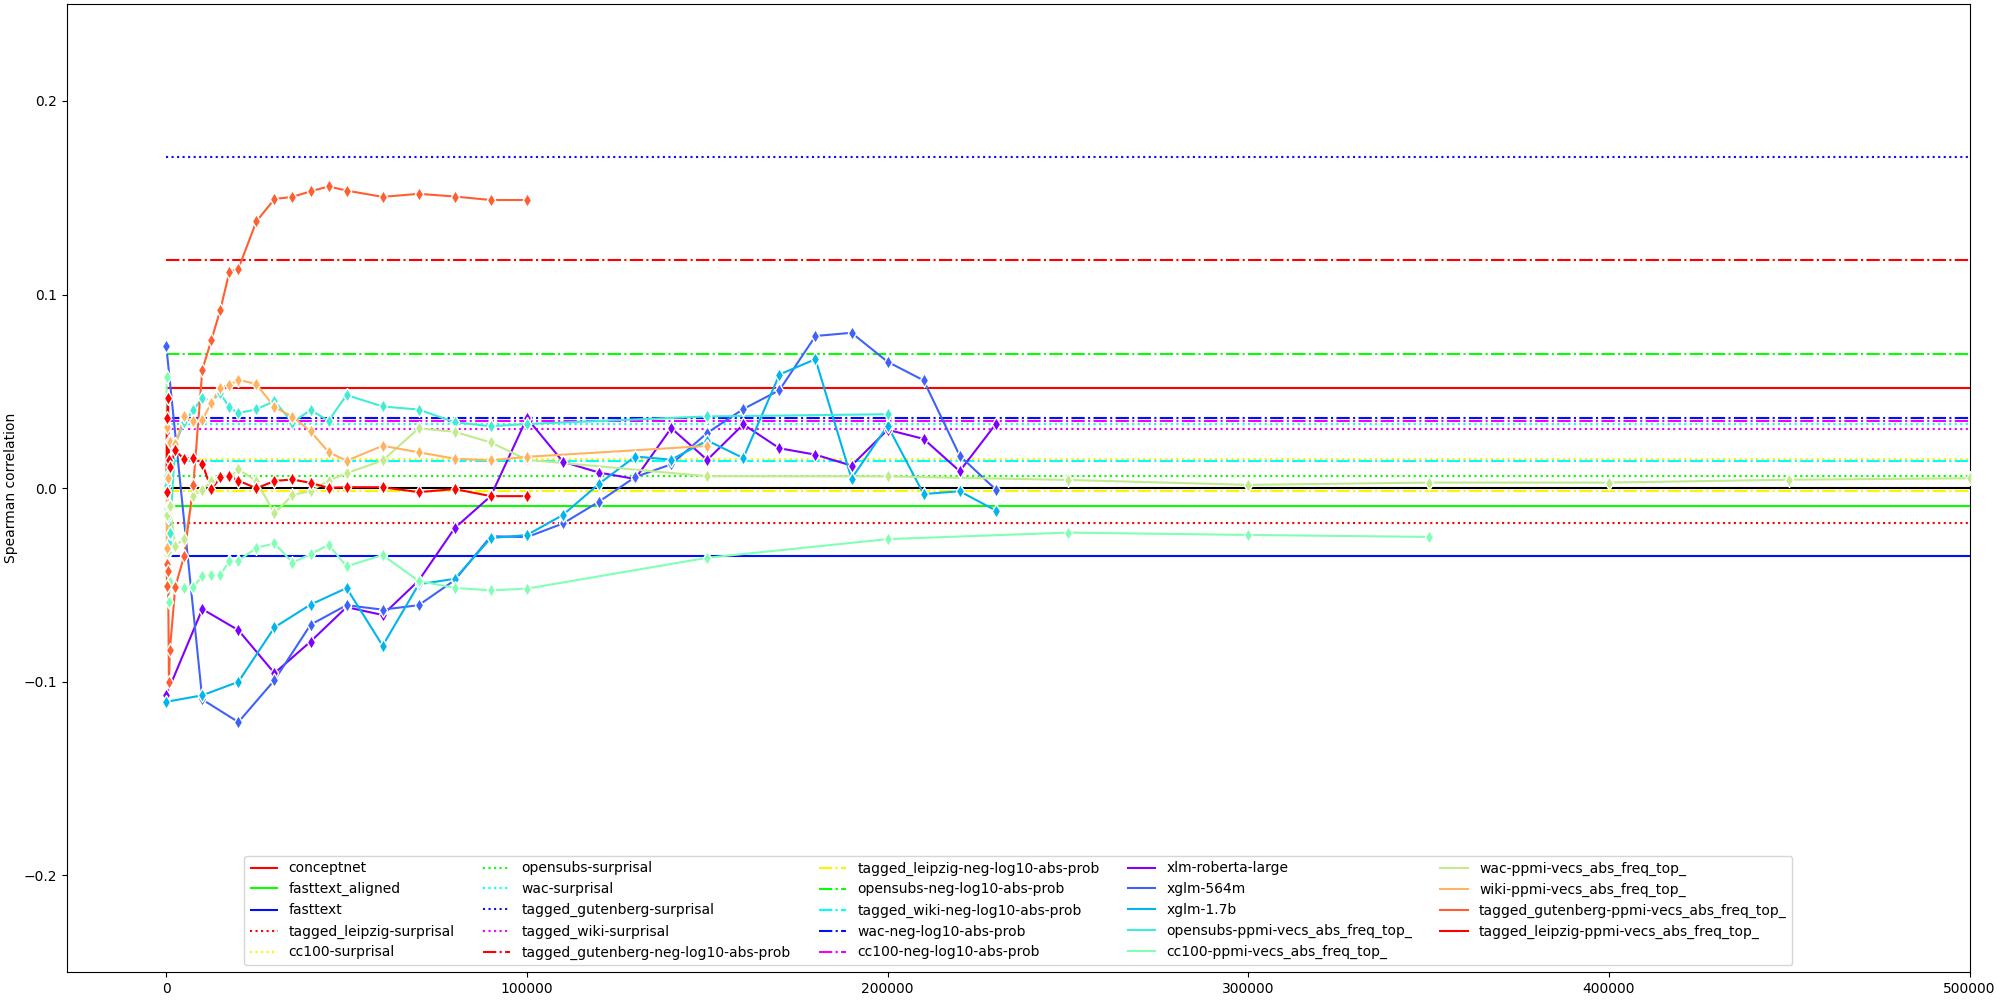 0.2
0.1
0.0
−0.1
−0.2
Spearman correlation
0
100000
200000
300000
400000
500000
conceptnet
fasttext_aligned
fasttext
tagged_leipzig-surprisal
cc100-surprisal
opensubs-surprisal
wac-surprisal
tagged_gutenberg-surprisal
tagged_wiki-surprisal
tagged_gutenberg-neg-log10-abs-prob
tagged_leipzig-neg-log10-abs-prob
opensubs-neg-log10-abs-prob
tagged_wiki-neg-log10-abs-prob
wac-neg-log10-abs-prob
cc100-neg-log10-abs-prob
xlm-roberta-large
xglm-564m
xglm-1.7b
opensubs-ppmi-vecs_abs_freq_top_
cc100-ppmi-vecs_abs_freq_top_
wac-ppmi-vecs_abs_freq_top_
wiki-ppmi-vecs_abs_freq_top_
tagged_gutenberg-ppmi-vecs_abs_freq_top_
tagged_leipzig-ppmi-vecs_abs_freq_top_